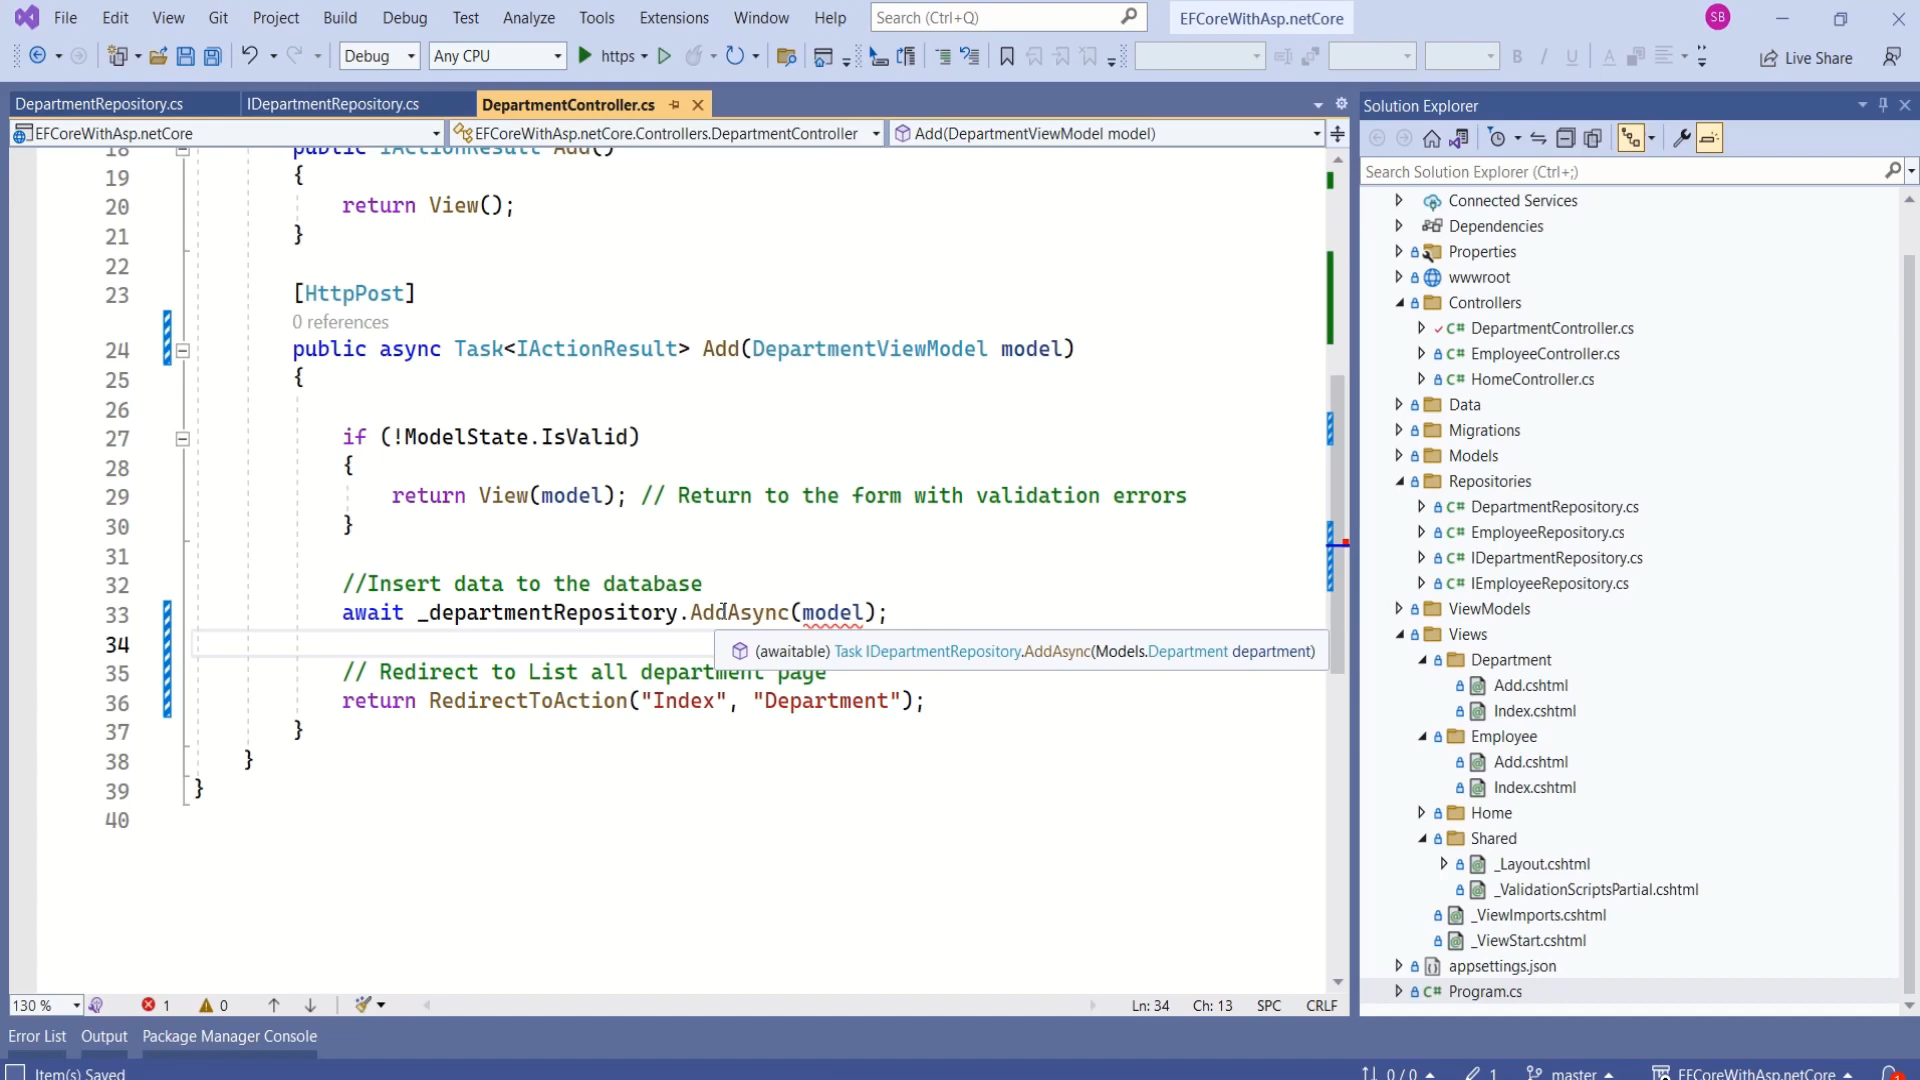 File Edit View Git Project Build Debug Test Analyze Tools Extensions Window Help Search (Ctrl+Q) EFCoreWithAsp.netCore SB
Debug Any CPU https Live Share
DepartmentRepository.cs IDepartmentRepository.cs DepartmentController.cs
EFCoreWithAsp.netCore EFCoreWithAsp.netCore.Controllers.DepartmentController Add(DepartmentViewModel model)
18 public IActionResult Add()
19 {
20 return View();
21 }
22
23 [HttpPost]
0 references
24 public async Task<IActionResult> Add(DepartmentViewModel model)
25 {
26
27 if (!ModelState.IsValid)
28 {
29 return View(model); // Return to the form with validation errors
30 }
31
32 //Insert data to the database
33 await _departmentRepository.AddAsync(model);
34
(awaitable) Task IDepartmentRepository.AddAsync(Models.Department department)
35 // Redirect to List all department page
36 return RedirectToAction("Index", "Department");
37 }
38 }
39 }
40
130 % 1 0 Ln: 34 Ch: 13 SPC CRLF
Error List Output Package Manager Console
Item(s) Saved 0 / 0 1 master EFCoreWithAsp.netCore 1
Solution Explorer
Search Solution Explorer (Ctrl+;)
Connected Services
Dependencies
Properties
wwwroot
Controllers
C# DepartmentController.cs
C# EmployeeController.cs
C# HomeController.cs
Data
Migrations
Models
Repositories
C# DepartmentRepository.cs
C# EmployeeRepository.cs
C# IDepartmentRepository.cs
C# IEmployeeRepository.cs
ViewModels
Views
Department
Add.cshtml
Index.cshtml
Employee
Add.cshtml
Index.cshtml
Home
Shared
_Layout.cshtml
_ValidationScriptsPartial.cshtml
_ViewImports.cshtml
_ViewStart.cshtml
appsettings.json
C# Program.cs